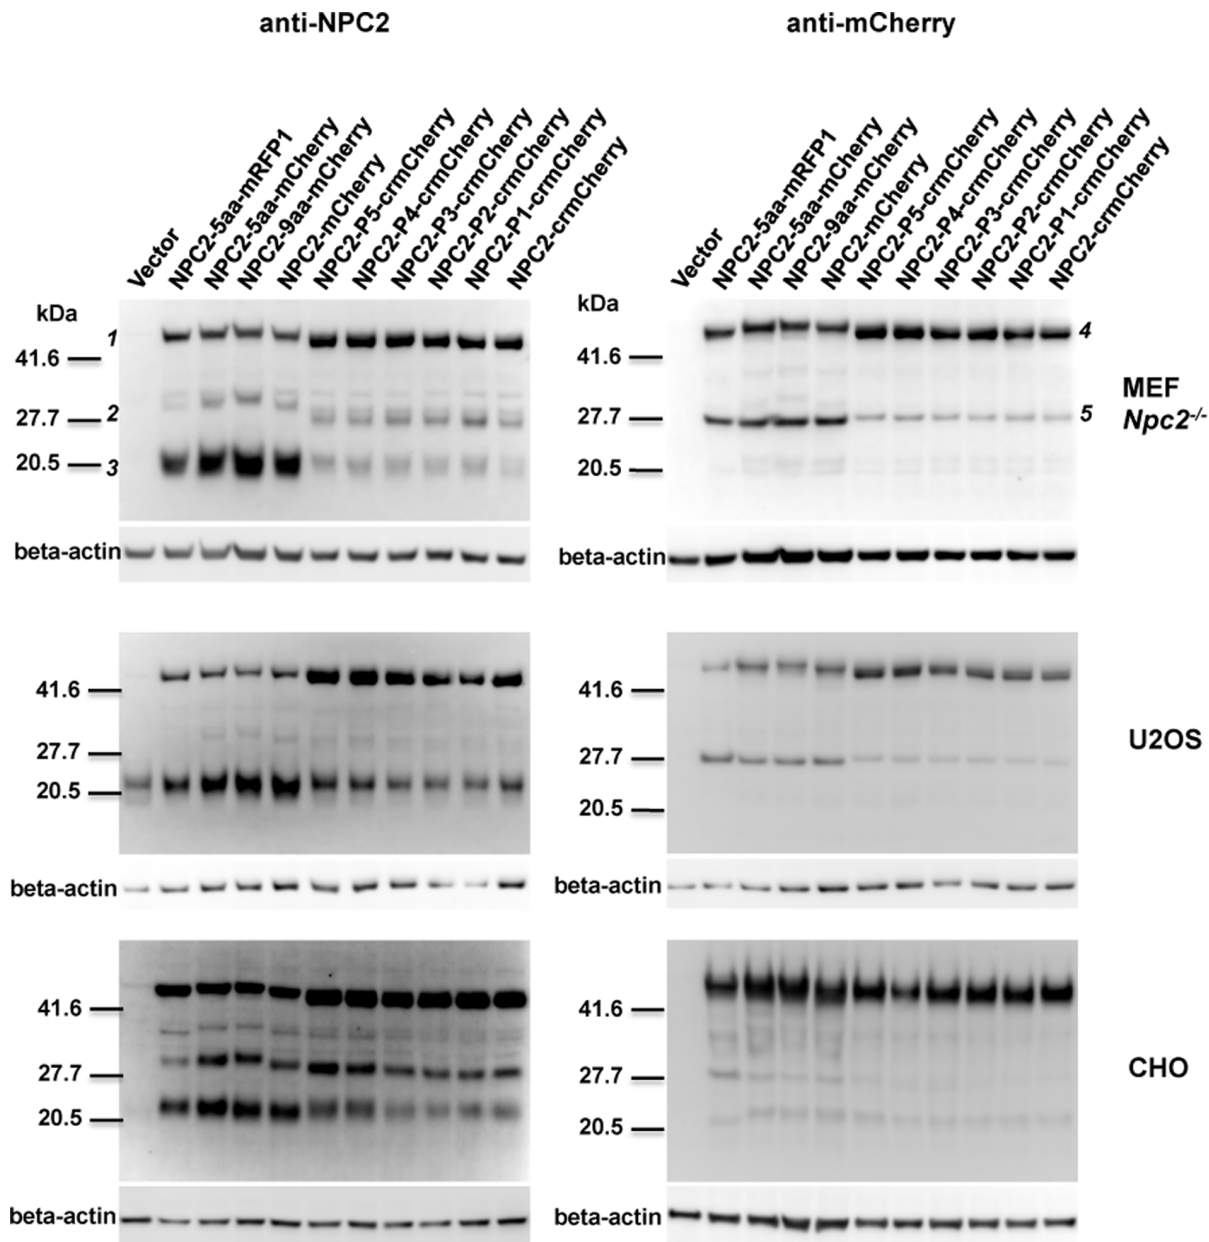 anti-NPC2
anti-mCherry
Vector
NPC2-5aa-mRFP1
NPC2-5aa-mCherry
NPC2-9aa-mCherry
NPC2-mCherry
NPC2-P5-crmCherry
NPC2-P4-crmCherry
NPC2-P3-crmCherry
NPC2-P2-crmCherry
NPC2-P1-crmCherry
NPC2-crmCherry
Vector
NPC2-5aa-mRFP1
NPC2-5aa-mCherry
NPC2-9aa-mCherry
NPC2-mCherry
NPC2-P5-crmCherry
NPC2-P4-crmCherry
NPC2-P3-crmCherry
NPC2-P2-crmCherry
NPC2-P1-crmCherry
NPC2-crmCherry
kDa
1
41.6
27.7 2
20.5 3
beta-actin
kDa
4
41.6
27.7 5
20.5
beta-actin
MEF
Npc2-/-
41.6
27.7
20.5
beta-actin
41.6
27.7
20.5
beta-actin
U2OS
41.6
27.7
20.5
beta-actin
41.6
27.7
20.5
beta-actin
CHO